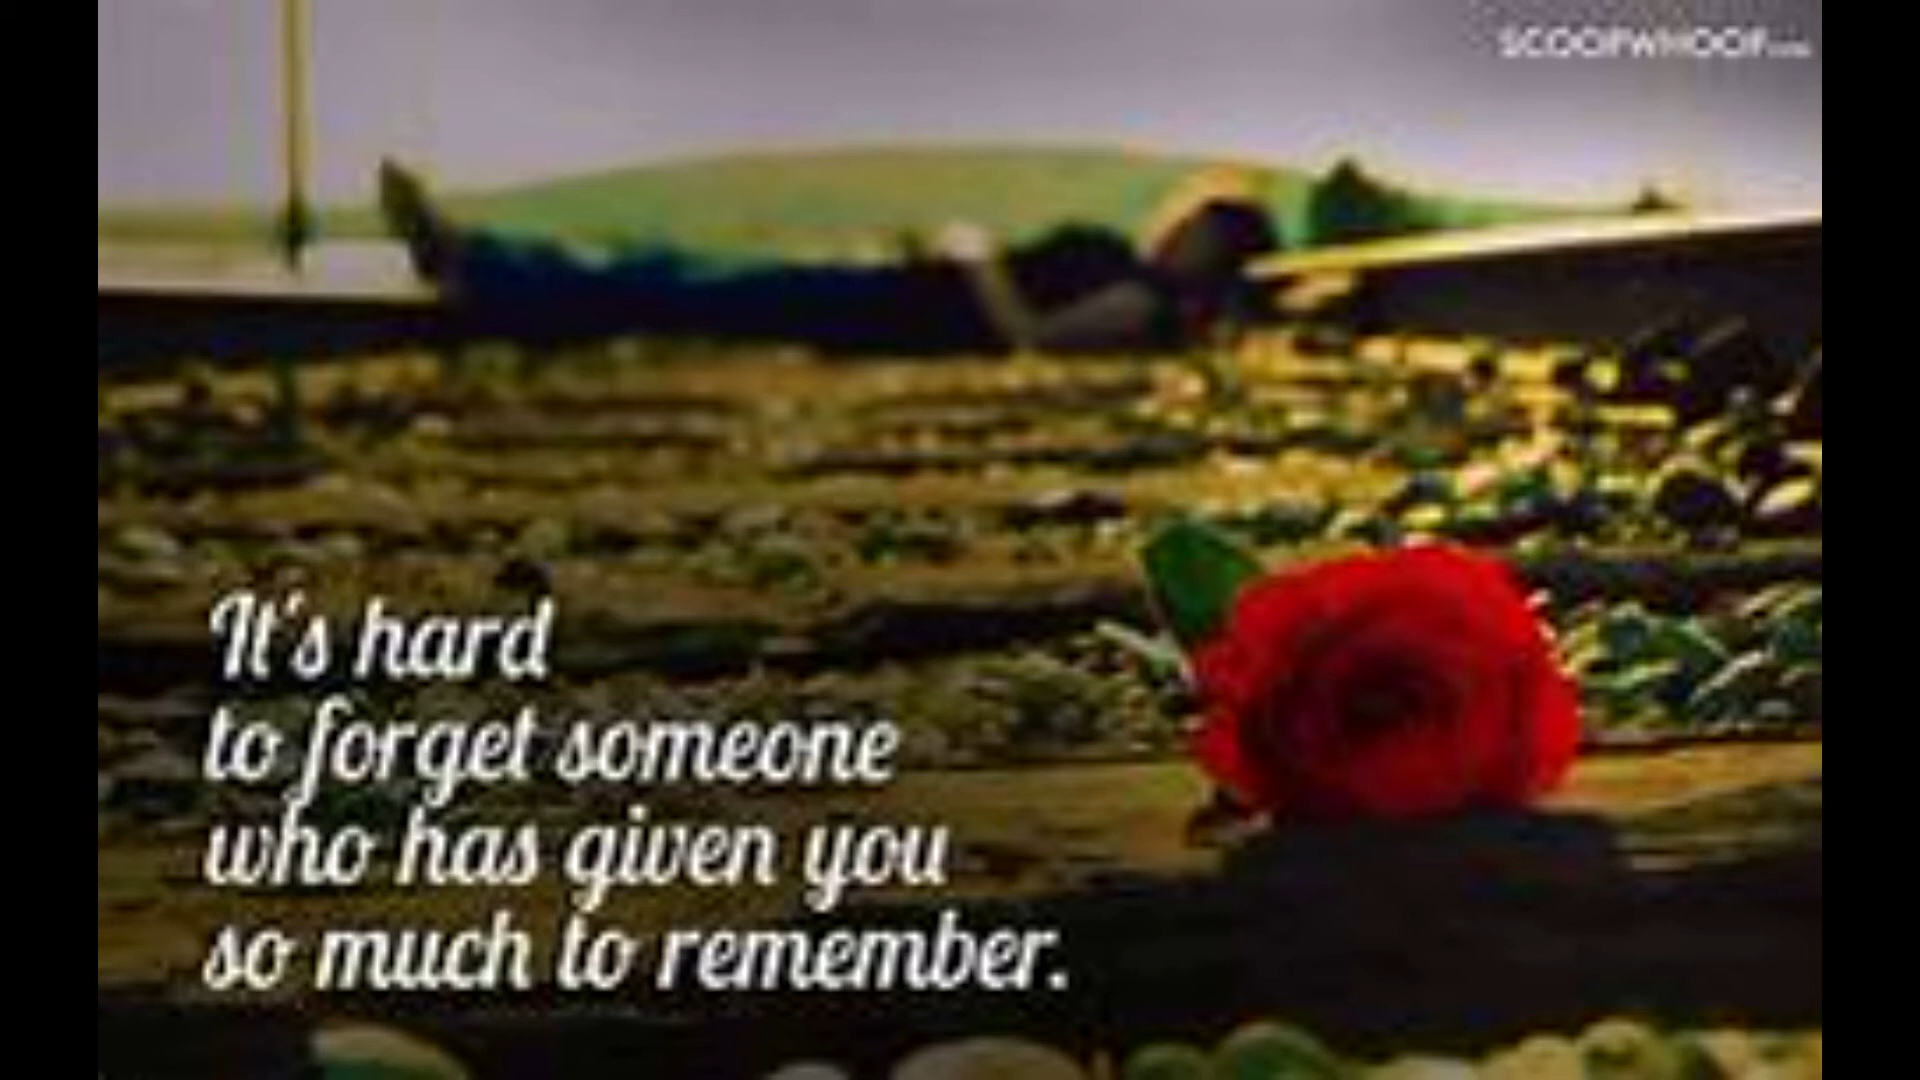 SCOOPWHOOP
It's hard
to forget someone
who has given you
so much to remember.